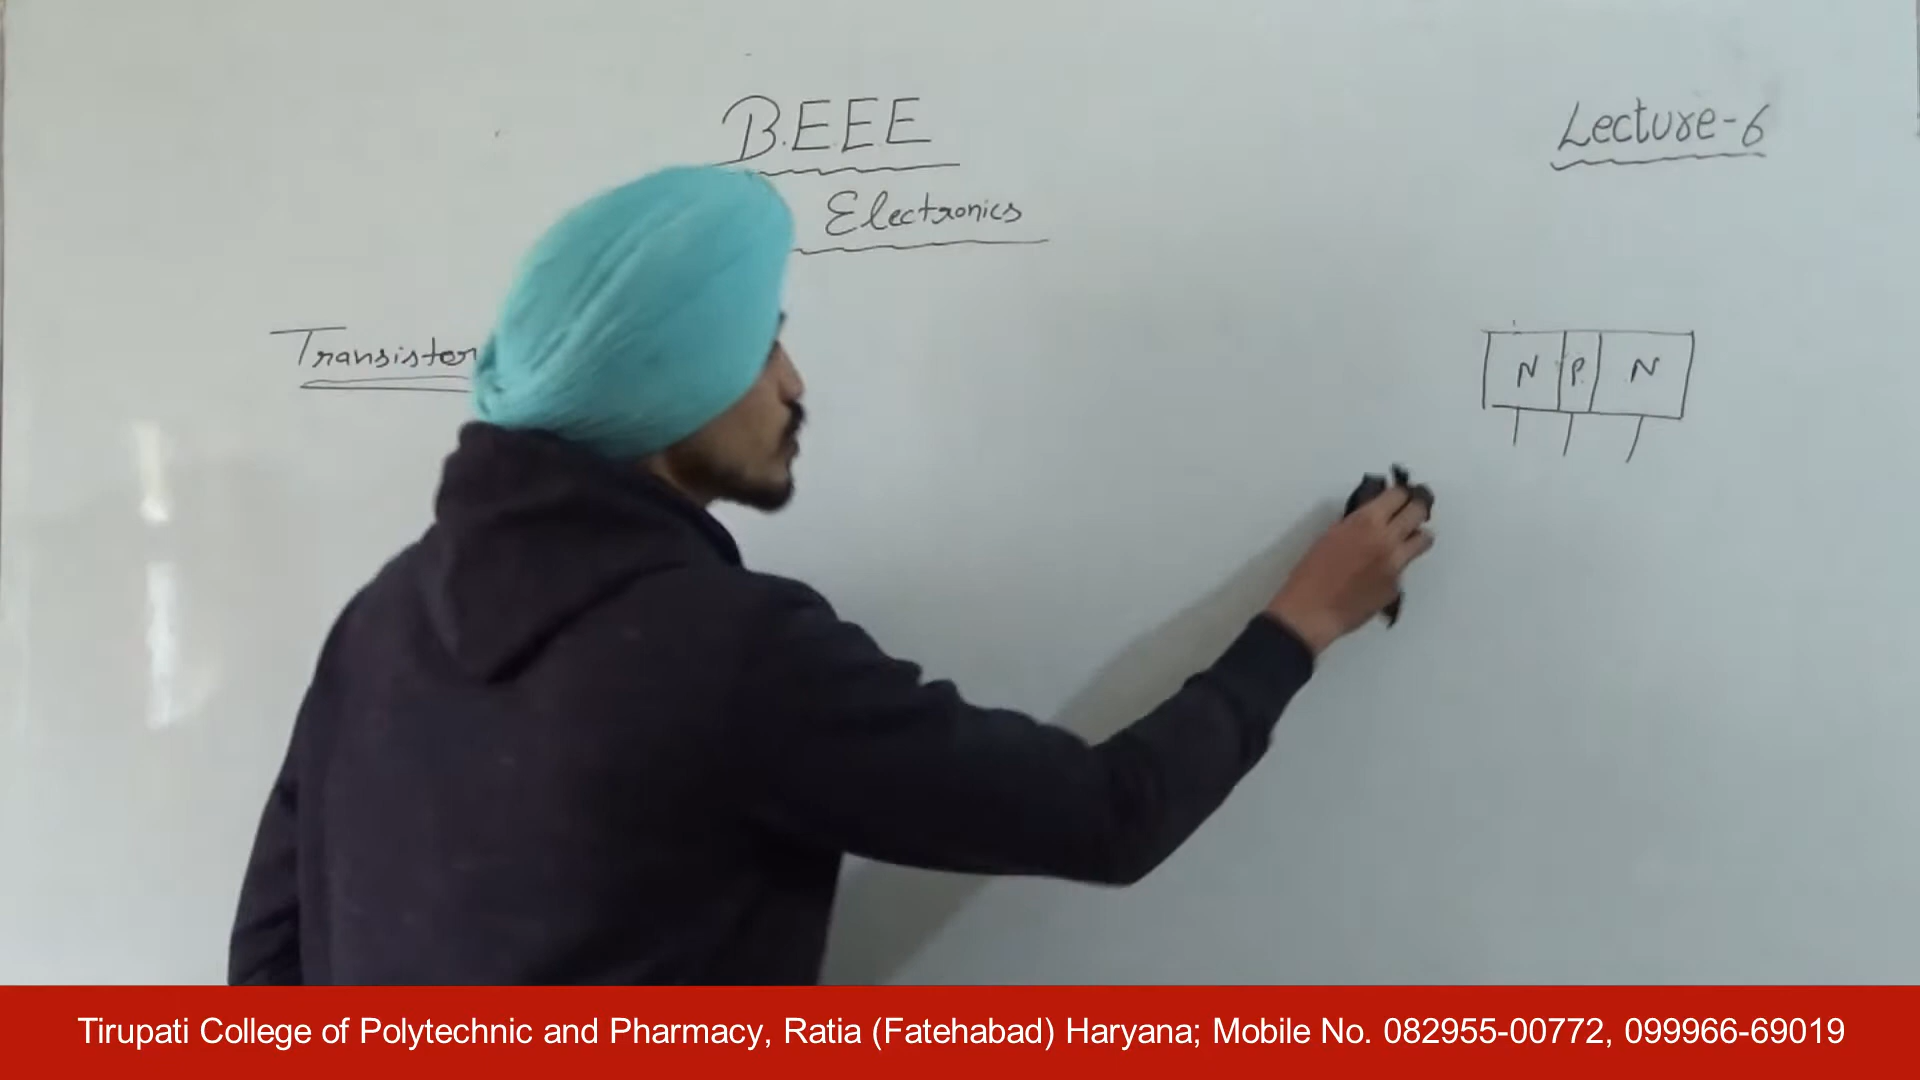 B.E.E.E
Lecture-6
Electronics
Transistor
N P N
Tirupati College of Polytechnic and Pharmacy, Ratia (Fatehabad) Haryana; Mobile No. 082955-00772, 099966-69019